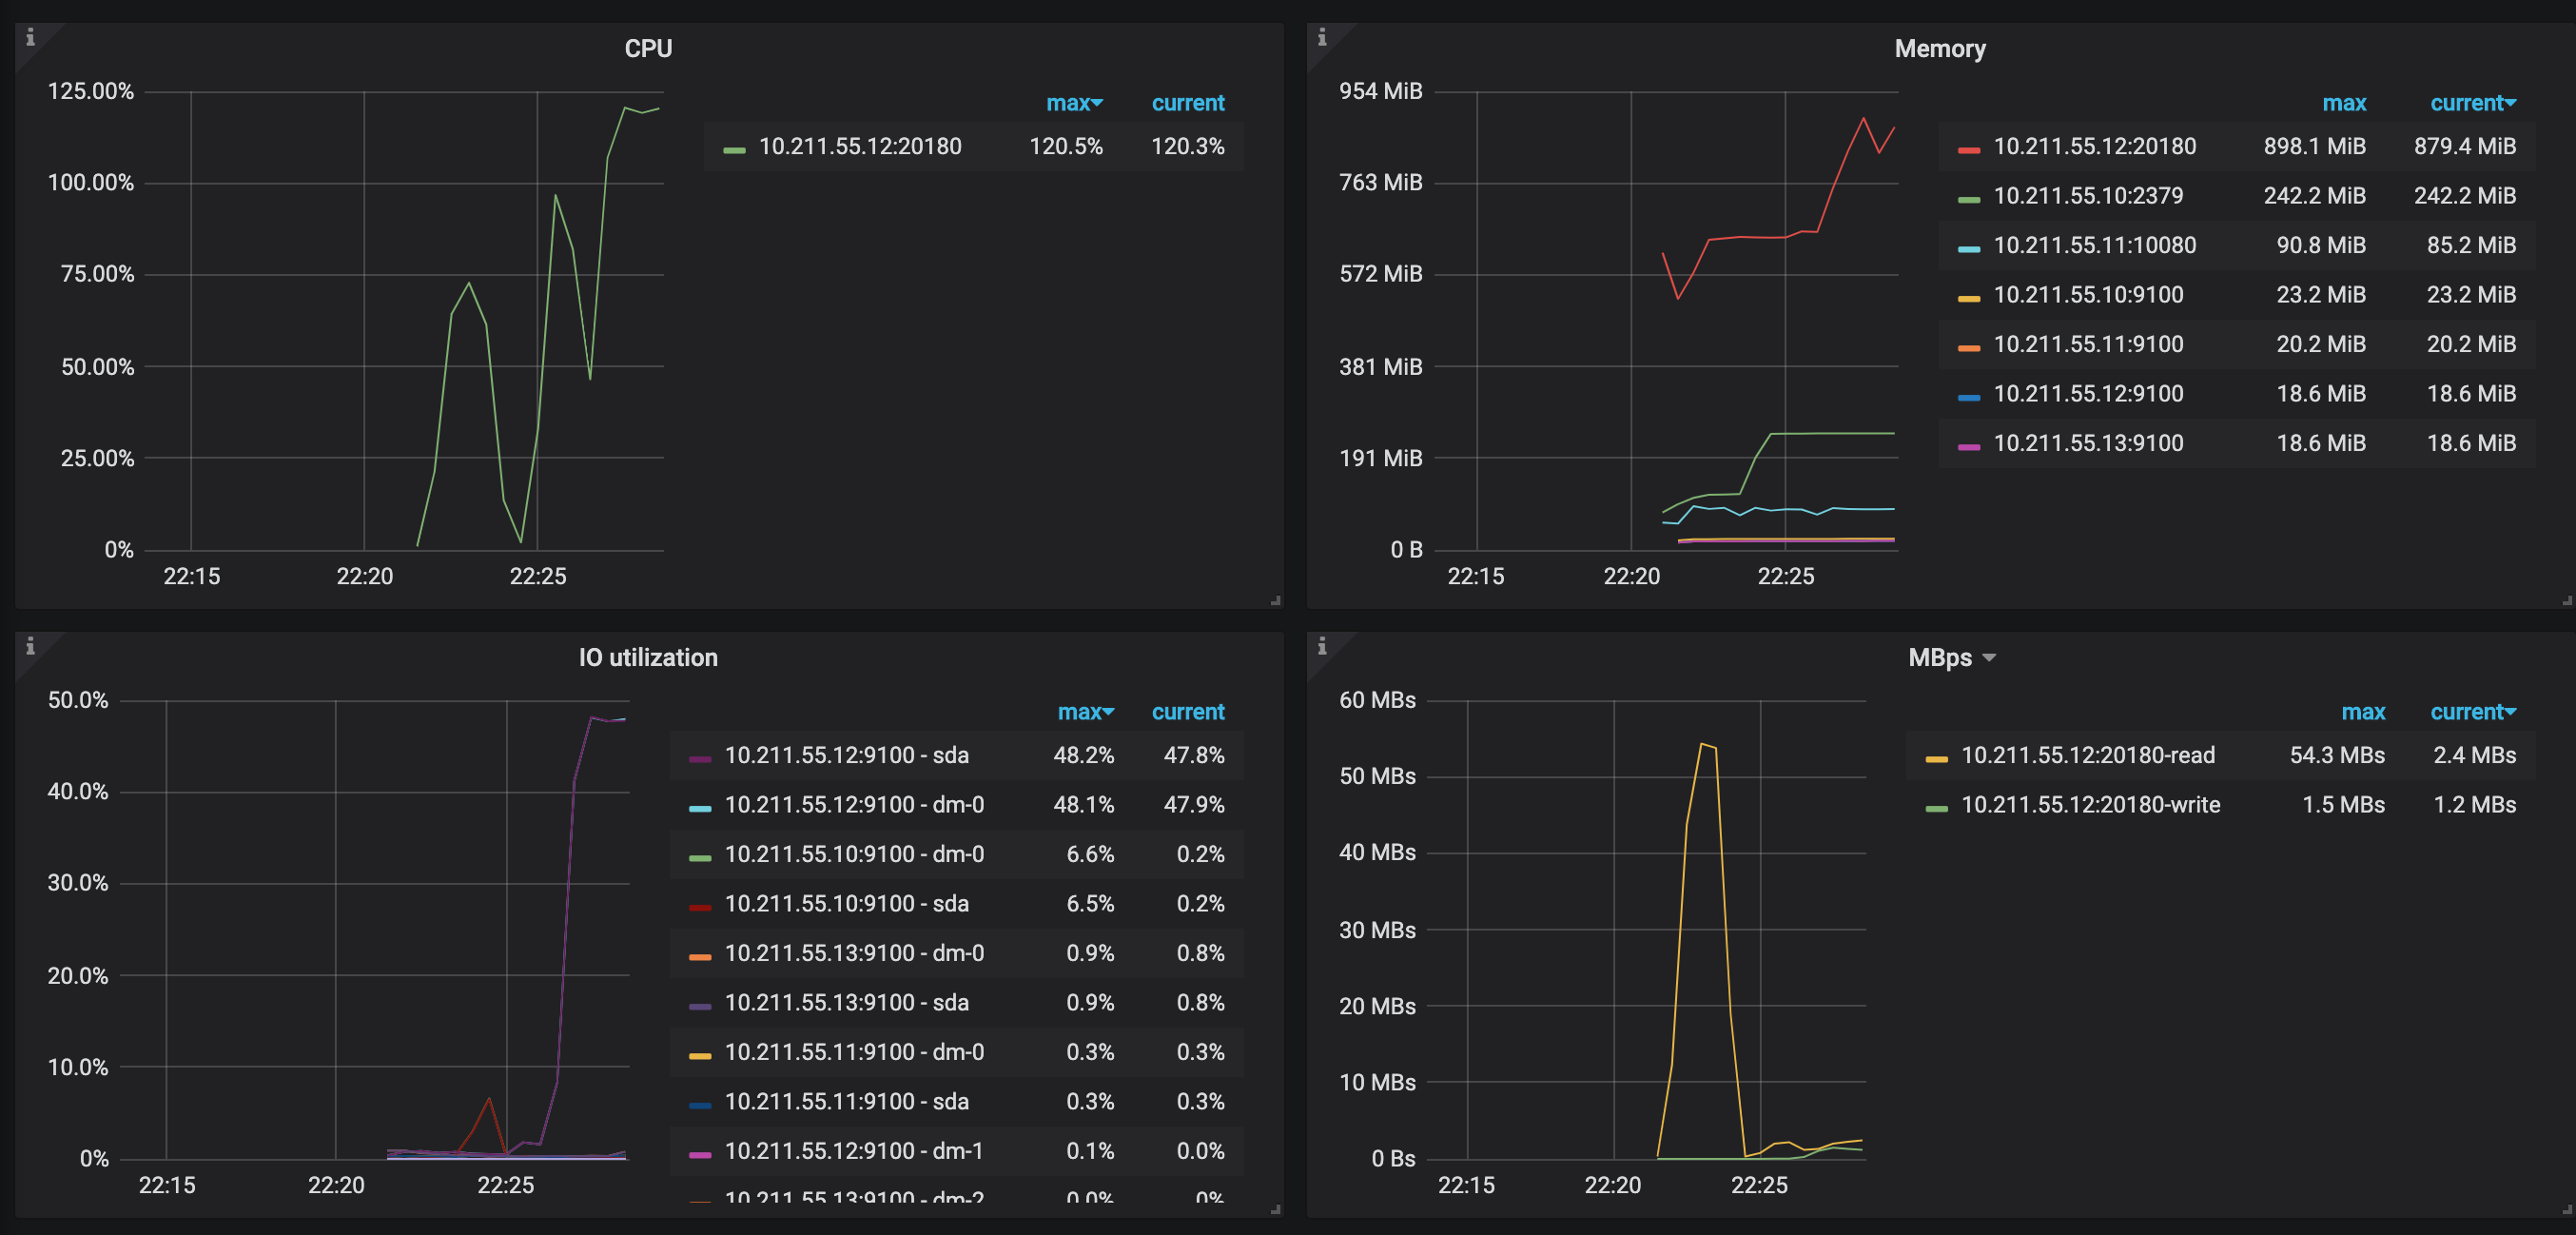 CPU
125.00%
100.00%
75.00%
50.00%
25.00%
0%
22:15 22:20 22:25
max current
10.211.55.12:20180 120.5% 120.3%
Memory
954 MiB
763 MiB
572 MiB
381 MiB
191 MiB
0 B
22:15 22:20 22:25
max current
10.211.55.12:20180 898.1 MiB 879.4 MiB
10.211.55.10:2379 242.2 MiB 242.2 MiB
10.211.55.11:10080 90.8 MiB 85.2 MiB
10.211.55.10:9100 23.2 MiB 23.2 MiB
10.211.55.11:9100 20.2 MiB 20.2 MiB
10.211.55.12:9100 18.6 MiB 18.6 MiB
10.211.55.13:9100 18.6 MiB 18.6 MiB
IO utilization
50.0%
40.0%
30.0%
20.0%
10.0%
0%
22:15 22:20 22:25
max current
10.211.55.12:9100 - sda 48.2% 47.8%
10.211.55.12:9100 - dm-0 48.1% 47.9%
10.211.55.10:9100 - dm-0 6.6% 0.2%
10.211.55.10:9100 - sda 6.5% 0.2%
10.211.55.13:9100 - dm-0 0.9% 0.8%
10.211.55.13:9100 - sda 0.9% 0.8%
10.211.55.11:9100 - dm-0 0.3% 0.3%
10.211.55.11:9100 - sda 0.3% 0.3%
10.211.55.12:9100 - dm-1 0.1% 0.0%
10.211.55.13:9100 - dm-2 0.0% 0%
MBps
60 MBs
50 MBs
40 MBs
30 MBs
20 MBs
10 MBs
0 Bs
22:15 22:20 22:25
max current
10.211.55.12:20180-read 54.3 MBs 2.4 MBs
10.211.55.12:20180-write 1.5 MBs 1.2 MBs